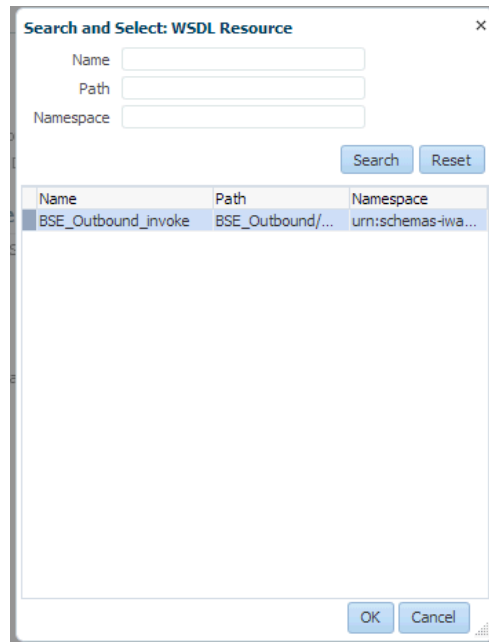 Search and Select: WSDL Resource ×
Name
Path
Namespace
Search Reset
Name Path Namespace
BSE_Outbound_invoke BSE_Outbound/... urn:schemas-iwa...
OK Cancel